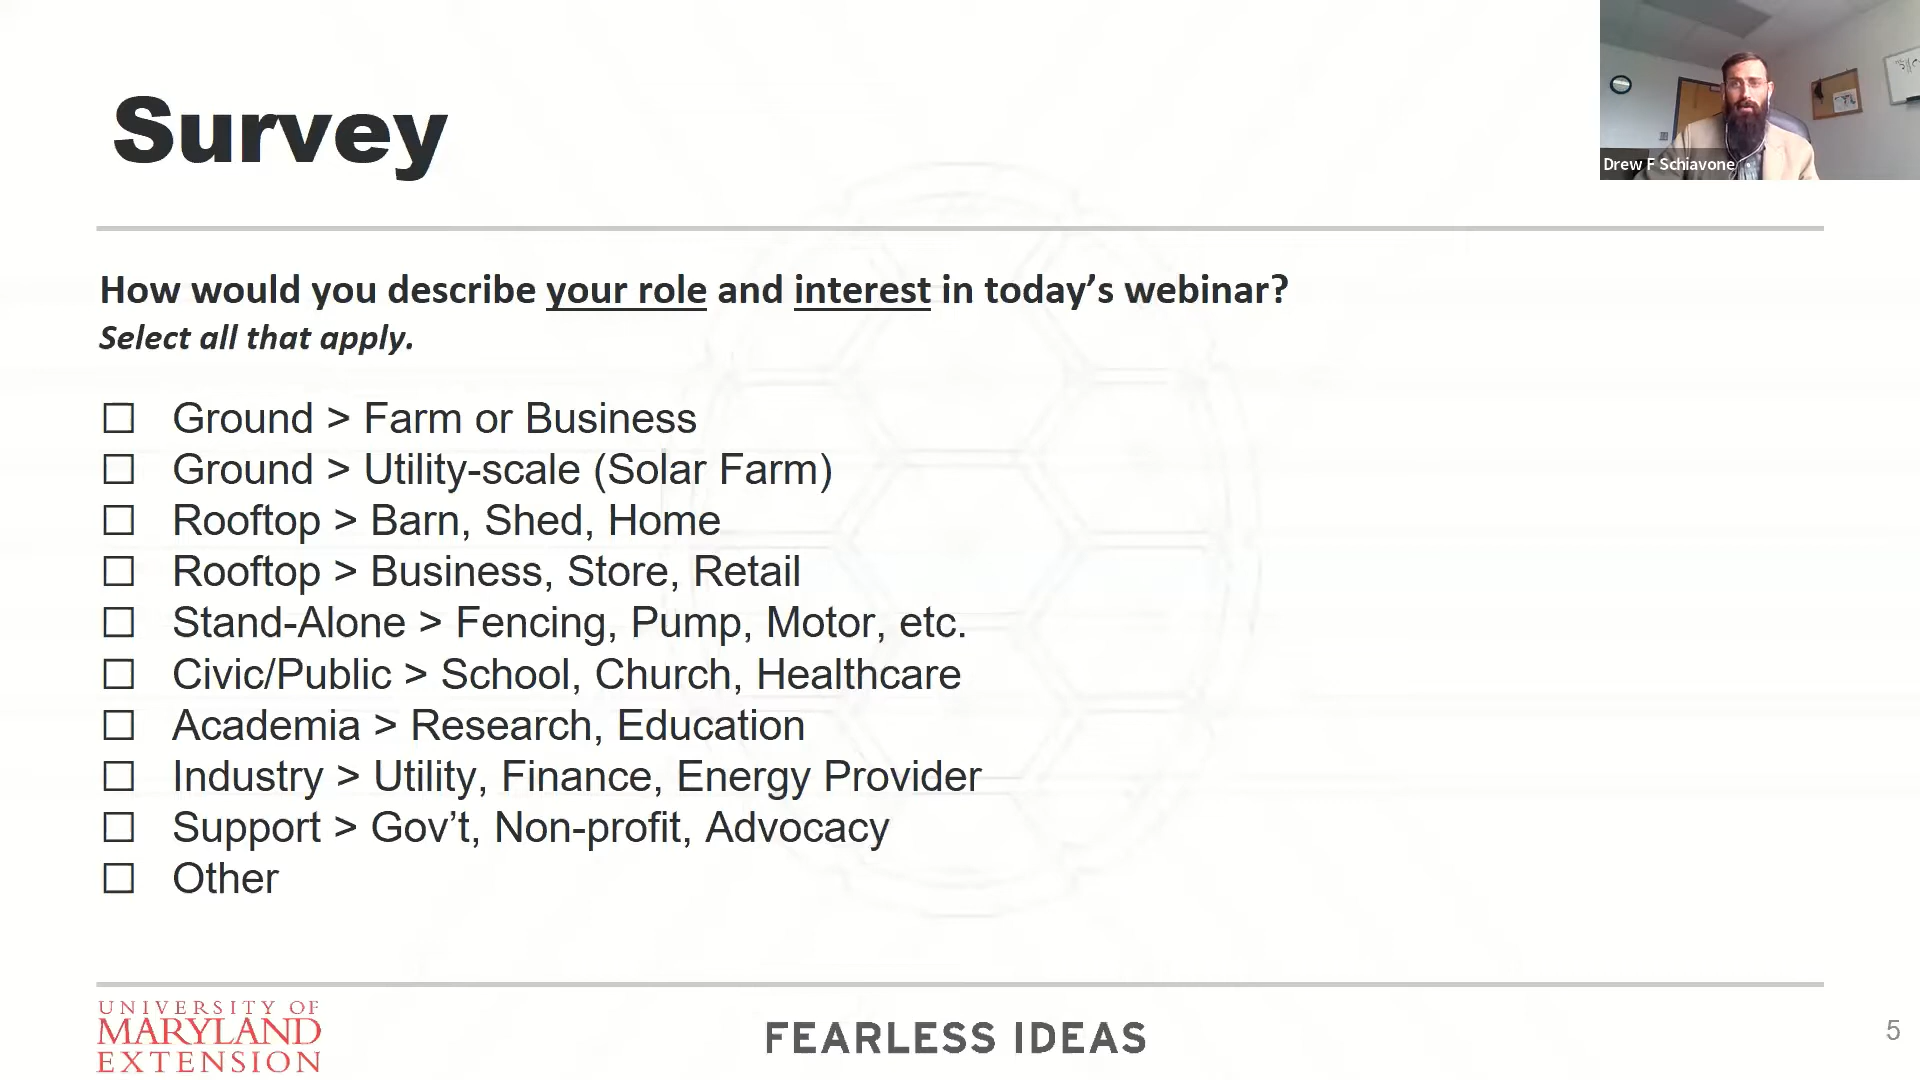 Survey
Drew F Schiavone
How would you describe your role and interest in today's webinar?
Select all that apply.
☐ Ground > Farm or Business
☐ Ground > Utility-scale (Solar Farm)
☐ Rooftop > Barn, Shed, Home
☐ Rooftop > Business, Store, Retail
☐ Stand-Alone > Fencing, Pump, Motor, etc.
☐ Civic/Public > School, Church, Healthcare
☐ Academia > Research, Education
☐ Industry > Utility, Finance, Energy Provider
☐ Support > Gov't, Non-profit, Advocacy
☐ Other
UNIVERSITY OF
MARYLAND
EXTENSION
FEARLESS IDEAS
5